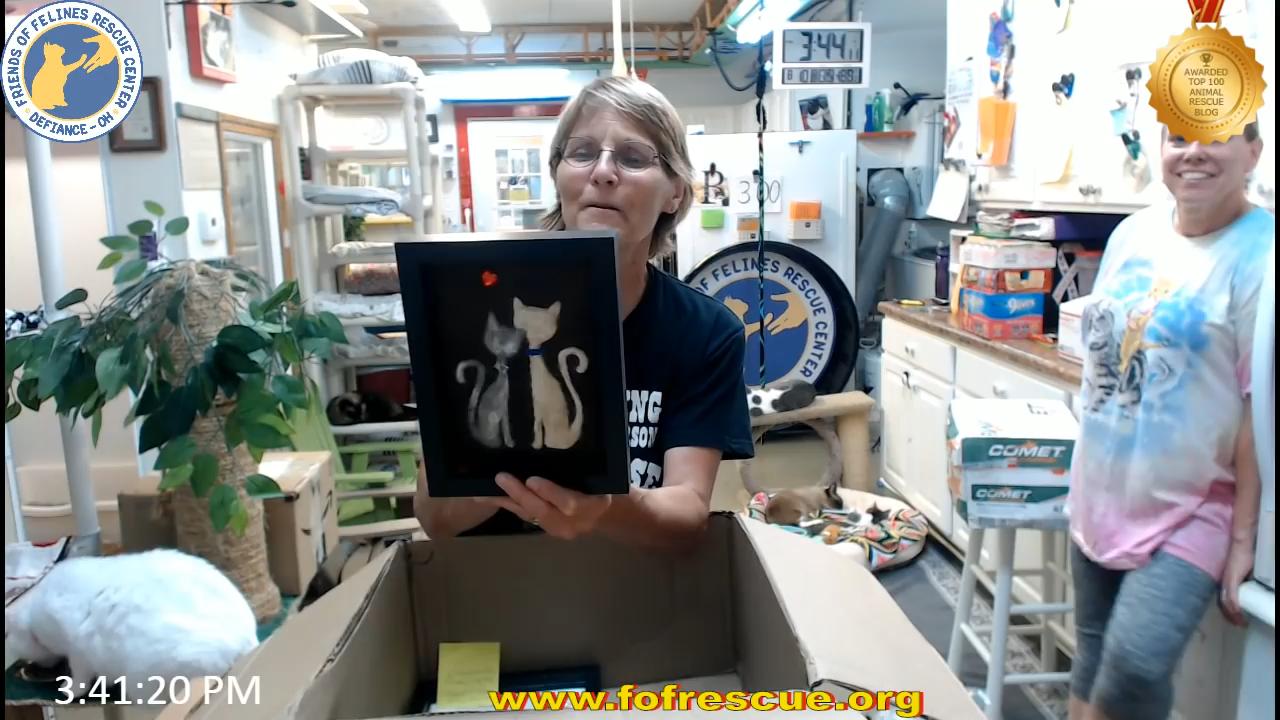 FRIENDS OF FELINES RESCUE CENTER
DEFIANCE - OH
AWARDED
TOP 100
ANIMAL
RESCUE
BLOG
3:44
300
OF FELINES RESCUE CENTER
COMET
COMET
3:41:20 PM
www.fofrescue.org